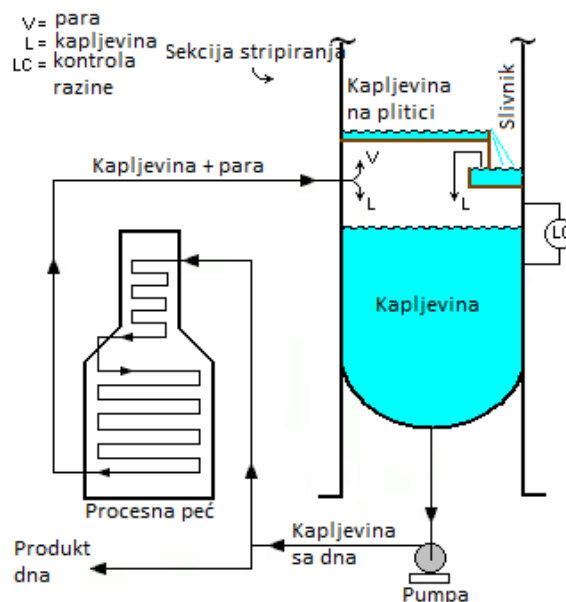 V= para
L = kapljevina
LC = kontrola
razine
Sekcija stripiranja
Kapljevina
na plitici
Slivnik
V
L
L
LC
Kapljevina + para
Kapljevina
Procesna peć
Kapljevina
sa dna
Produkt
dna
Pumpa